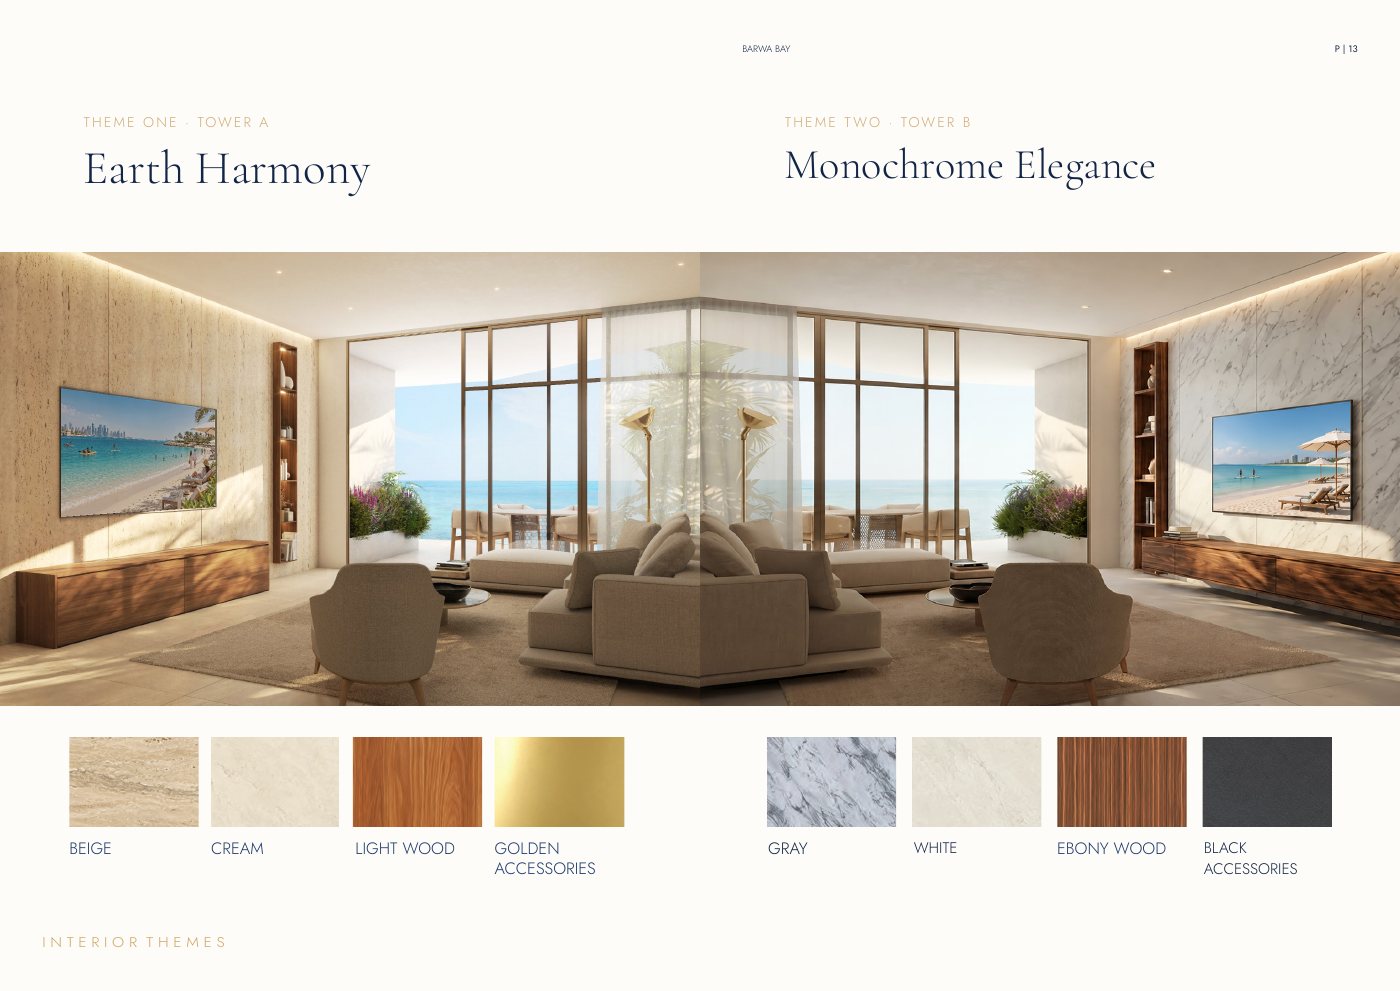 BARWA BAY
P | 13
THEME ONE · TOWER A
Earth Harmony
THEME TWO · TOWER B
Monochrome Elegance
BEIGE
CREAM
LIGHT WOOD
GOLDEN
ACCESSORIES
GRAY
WHITE
EBONY WOOD
BLACK
ACCESSORIES
INTERIOR THEMES